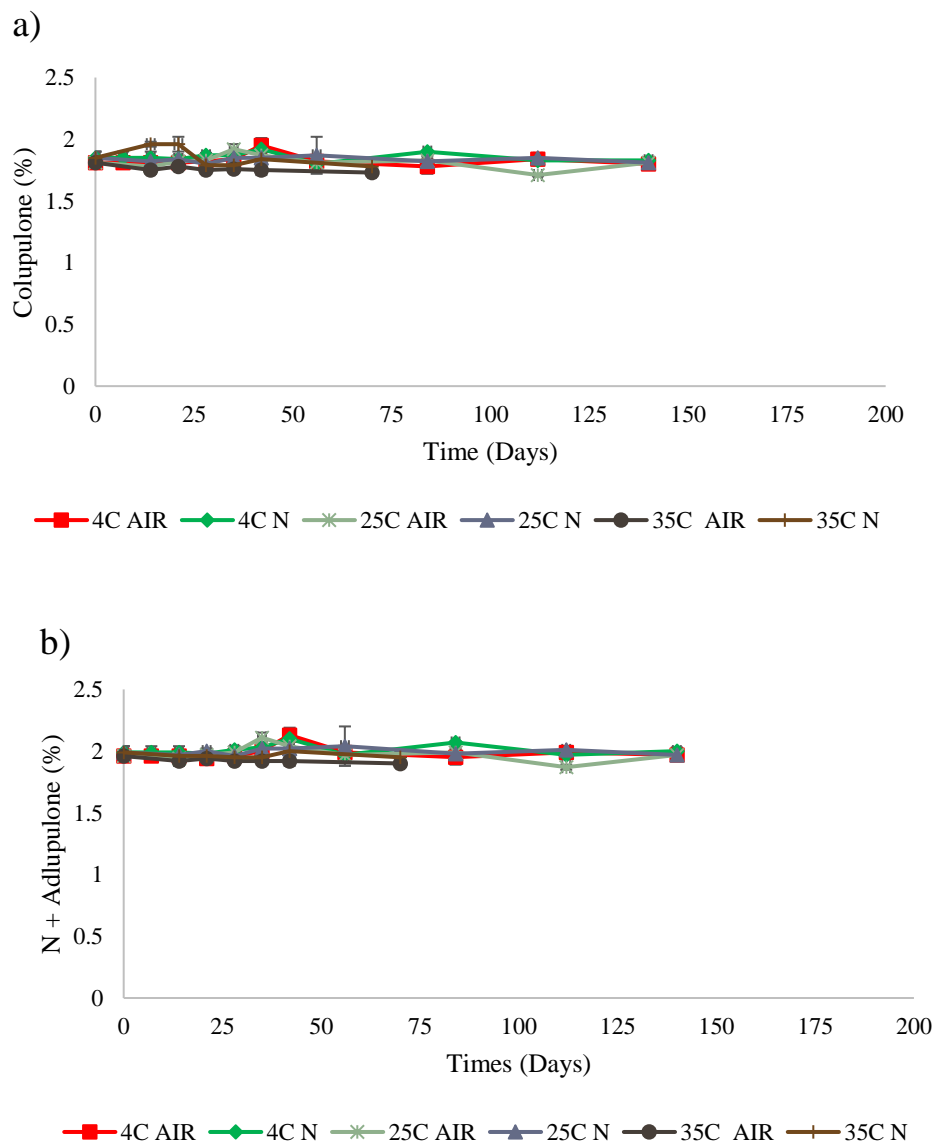 a)
2.5
2
1.5
1
0.5
0
Colupulone (%)
0 25 50 75 100 125 150 175 200
Time (Days)
4C AIR 4C N 25C AIR 25C N 35C AIR 35C N
b)
2.5
2
1.5
1
0.5
0
N + Adlupulone (%)
0 25 50 75 100 125 150 175 200
Times (Days)
4C AIR 4C N 25C AIR 25C N 35C AIR 35C N